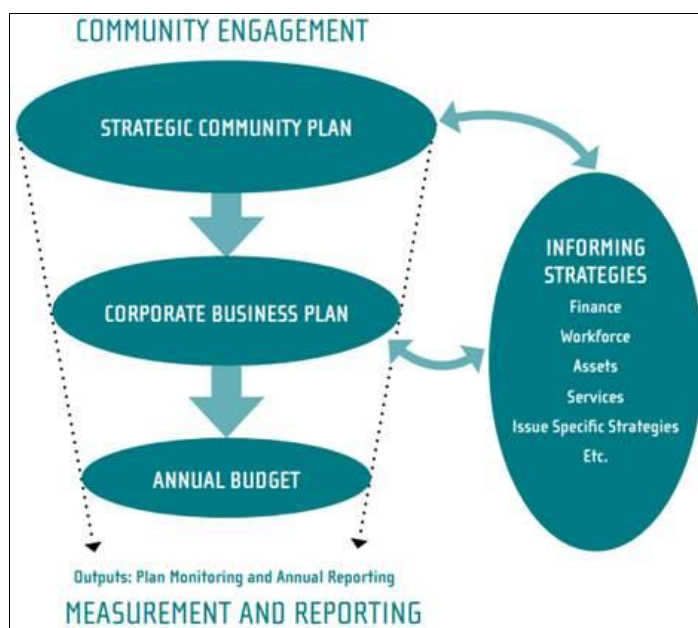 COMMUNITY ENGAGEMENT
STRATEGIC COMMUNITY PLAN
CORPORATE BUSINESS PLAN
ANNUAL BUDGET
INFORMING
STRATEGIES
Finance
Workforce
Assets
Services
Issue Specific Strategies
Etc.
Outputs: Plan Monitoring and Annual Reporting
MEASUREMENT AND REPORTING